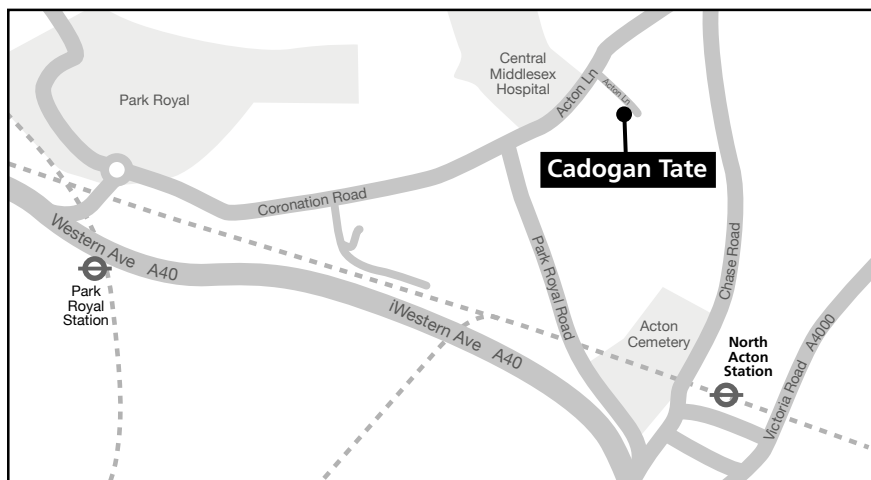 Central
Middlesex
Hospital
Park Royal
Acton Ln
Acton Ln
Cadogan Tate
Coronation Road
Western Ave A40
Park
Royal
Station
Park Royal Road
Chase Road
iWestern Ave A40
Acton
Cemetery
North
Acton
Station
Victoria Road A4000